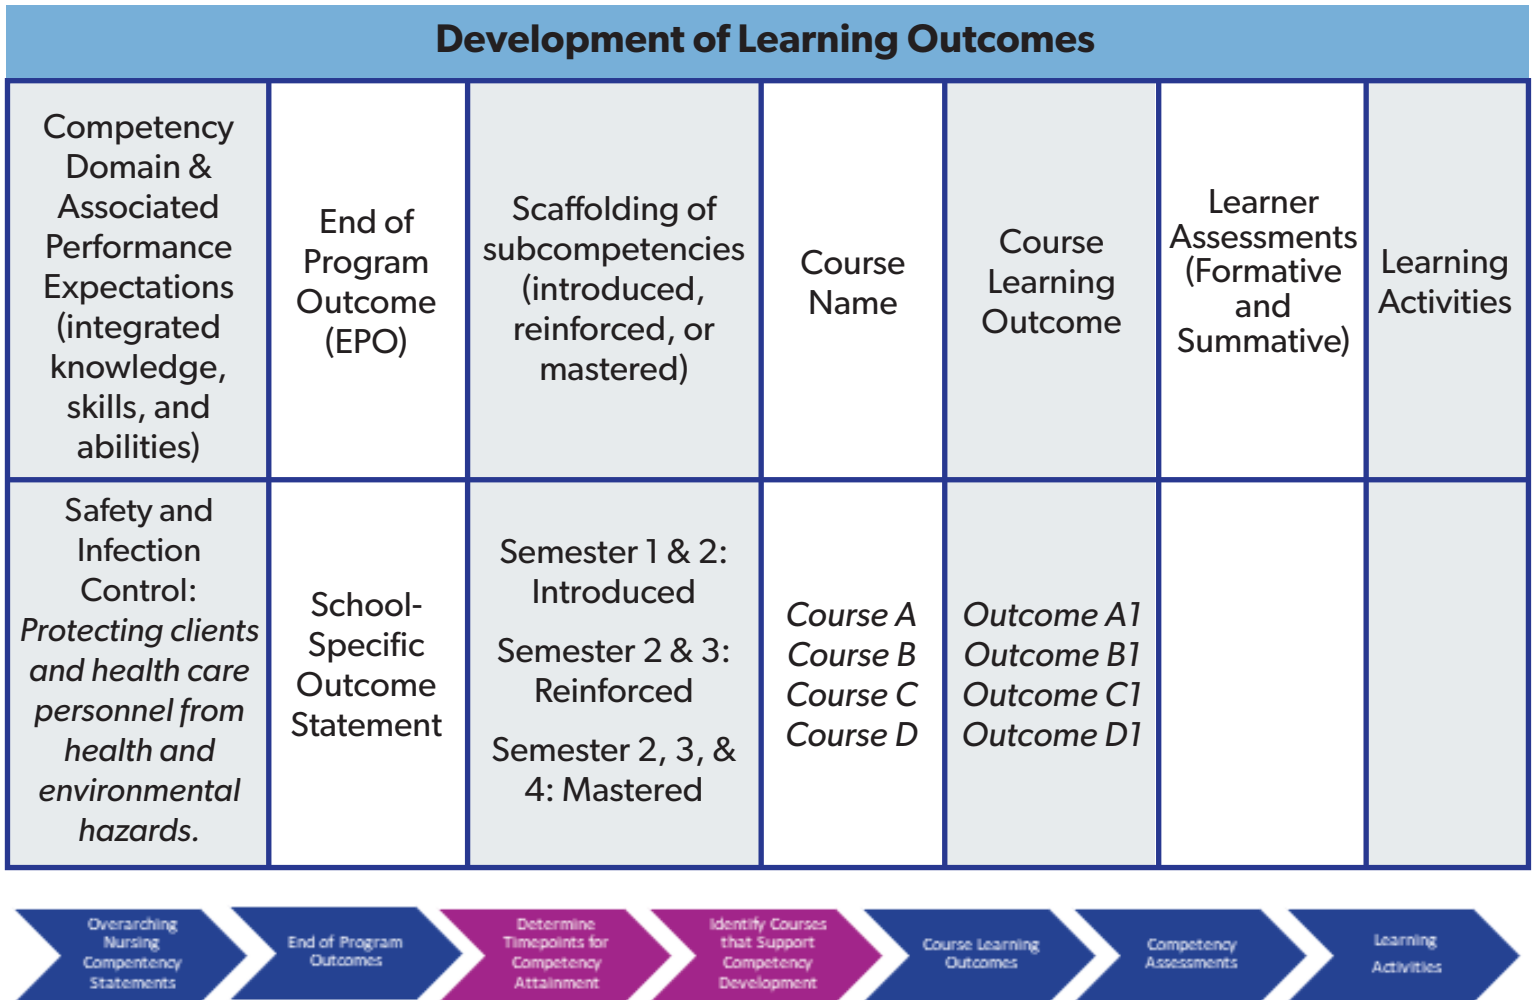 Development of Learning Outcomes
Competency
Domain &
Associated
Performance
Expectations
(integrated
knowledge,
skills, and
abilities)
End of
Program
Outcome
(EPO)
Scaffolding of
subcompetencies
(introduced,
reinforced, or
mastered)
Course
Name
Course
Learning
Outcome
Learner
Assessments
(Formative
and
Summative)
Learning
Activities
Safety and
Infection
Control:
Protecting clients
and health care
personnel from
health and
environmental
hazards.
School-
Specific
Outcome
Statement
Semester 1 & 2:
Introduced
Semester 2 & 3:
Reinforced
Semester 2, 3, &
4: Mastered
Course A
Course B
Course C
Course D
Outcome A1
Outcome B1
Outcome C1
Outcome D1
Overarching
Nursing
Compentency
Statements
End of Program
Outcomes
Determine
Timepoints for
Competency
Attainment
Identify Courses
that Support
Competency
Development
Course Learning
Outcomes
Competency
Assessments
Learning
Activities